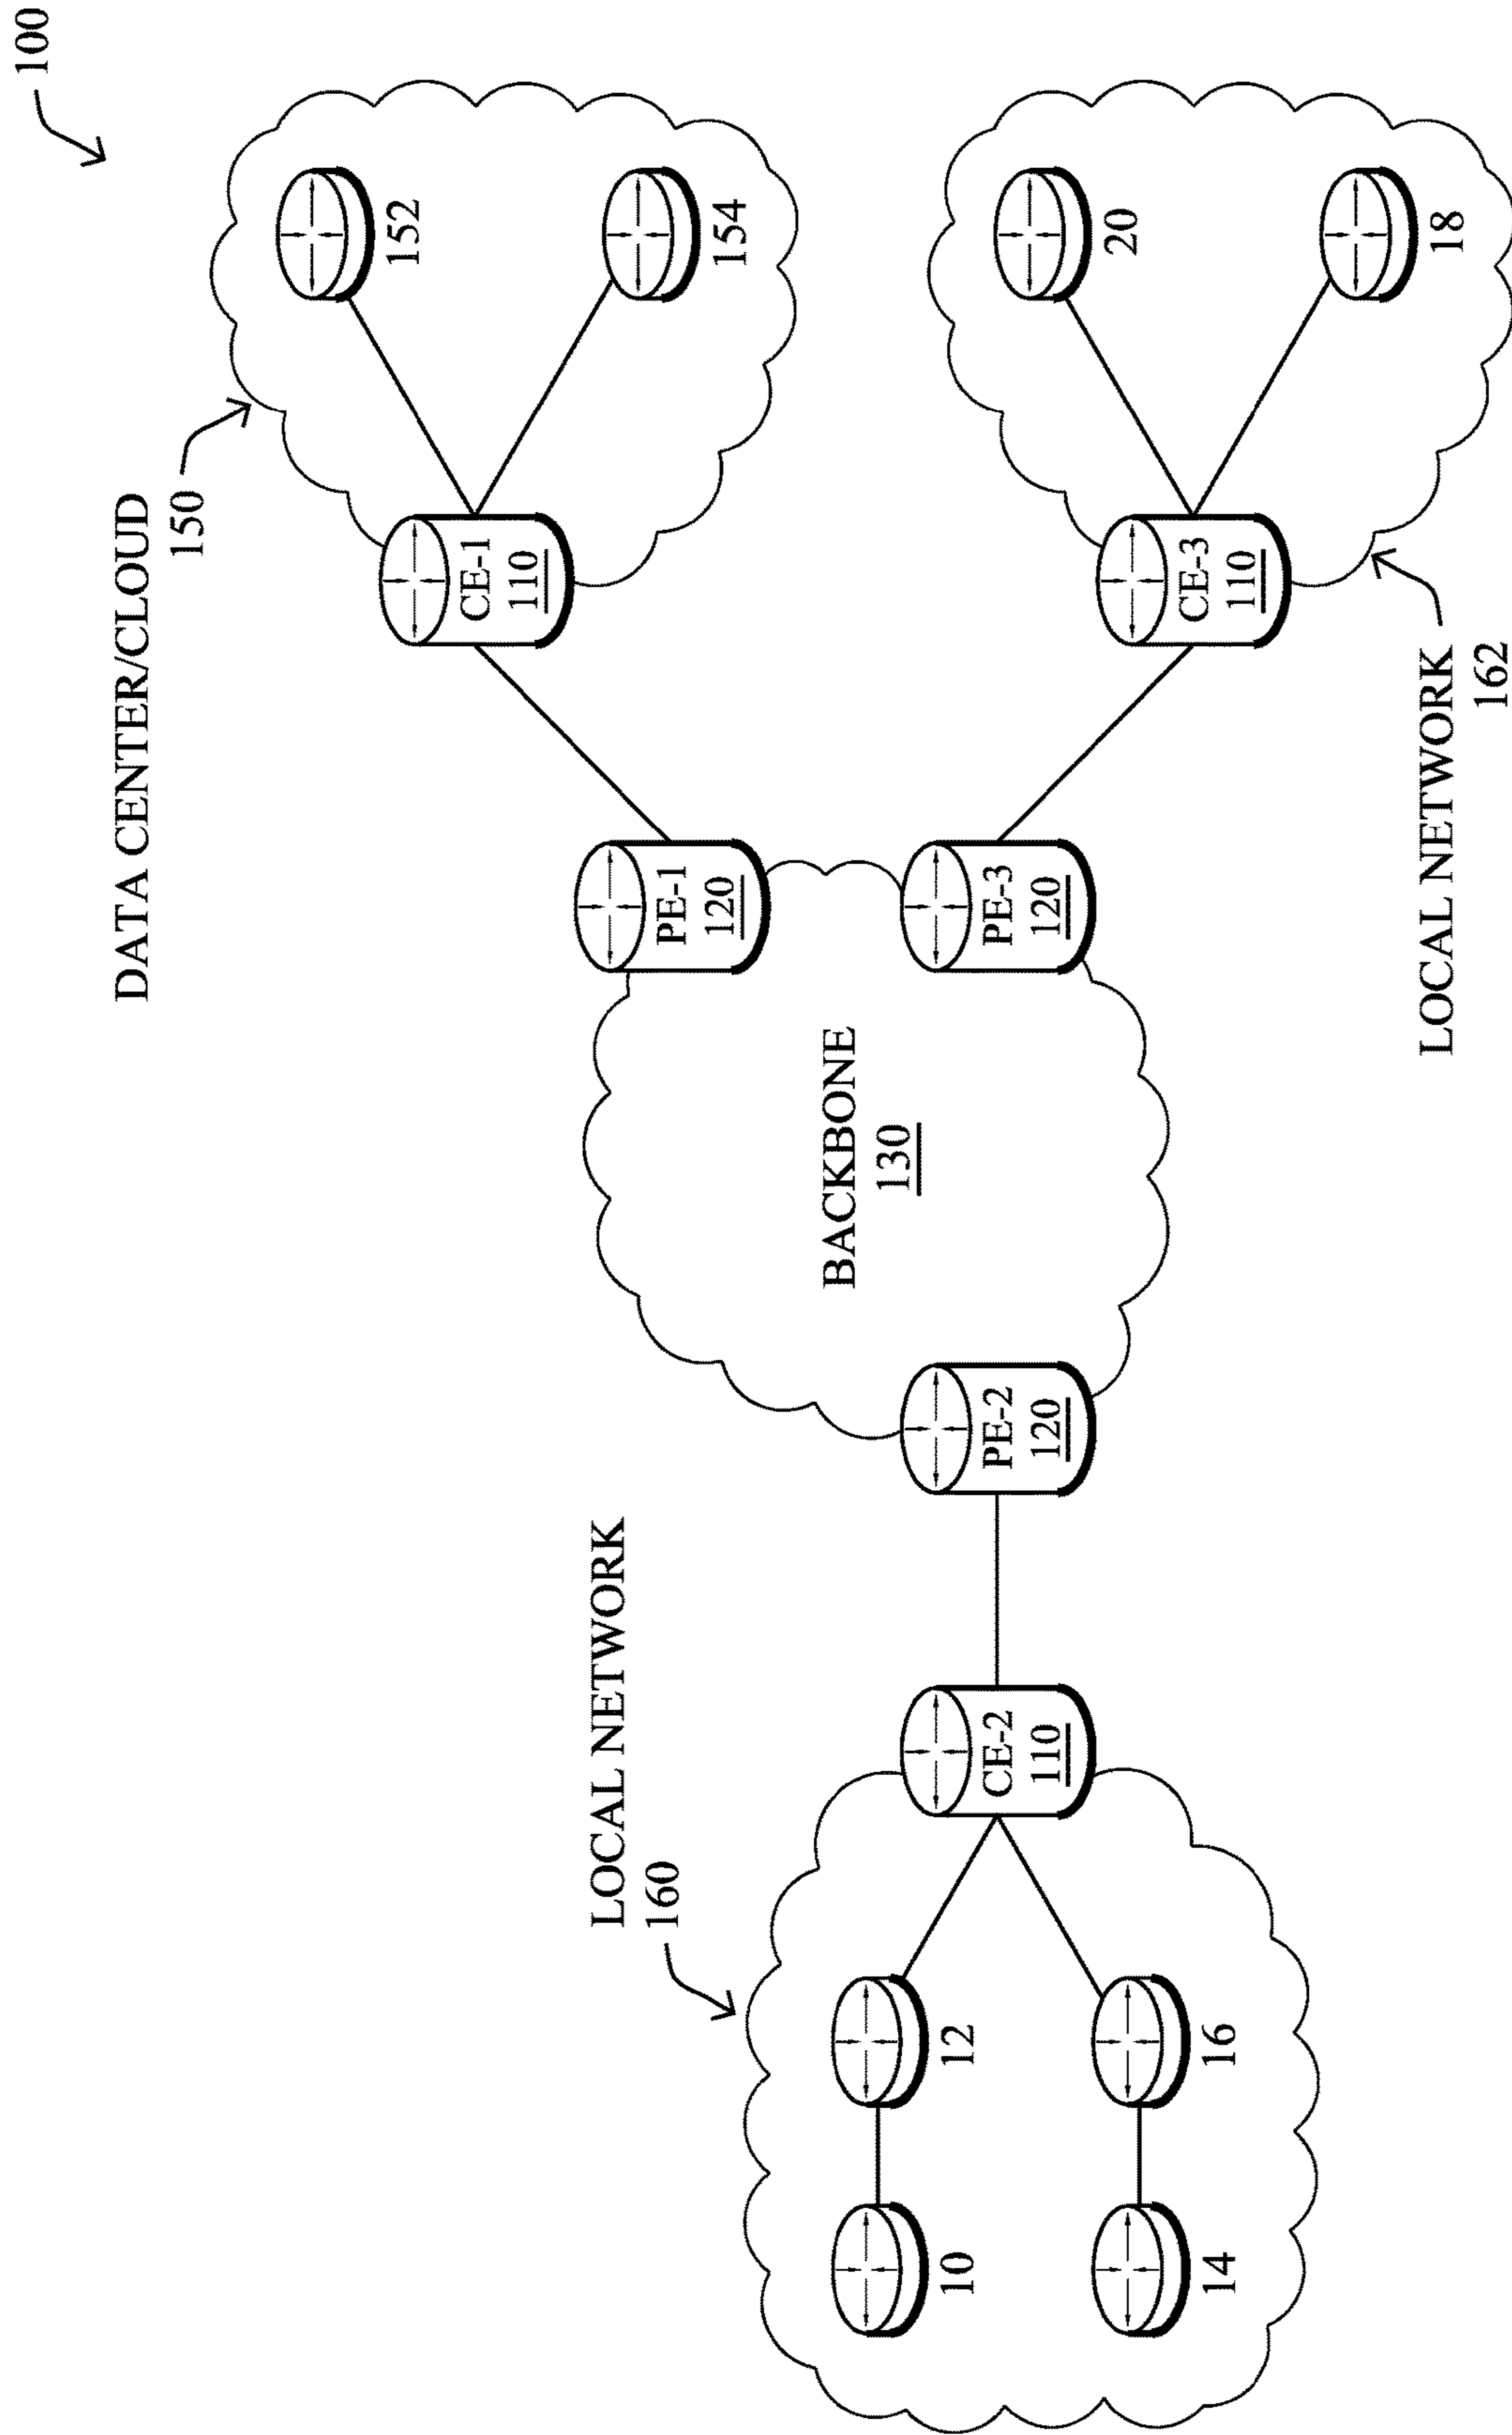 100
DATA CENTER/CLOUD
150
152
154
CE-1
110
PE-1
120
LOCAL NETWORK
160
BACKBONE
130
10
12
CE-2
110
PE-2
120
PE-3
120
CE-3
110
20
14
16
18
LOCAL NETWORK
162